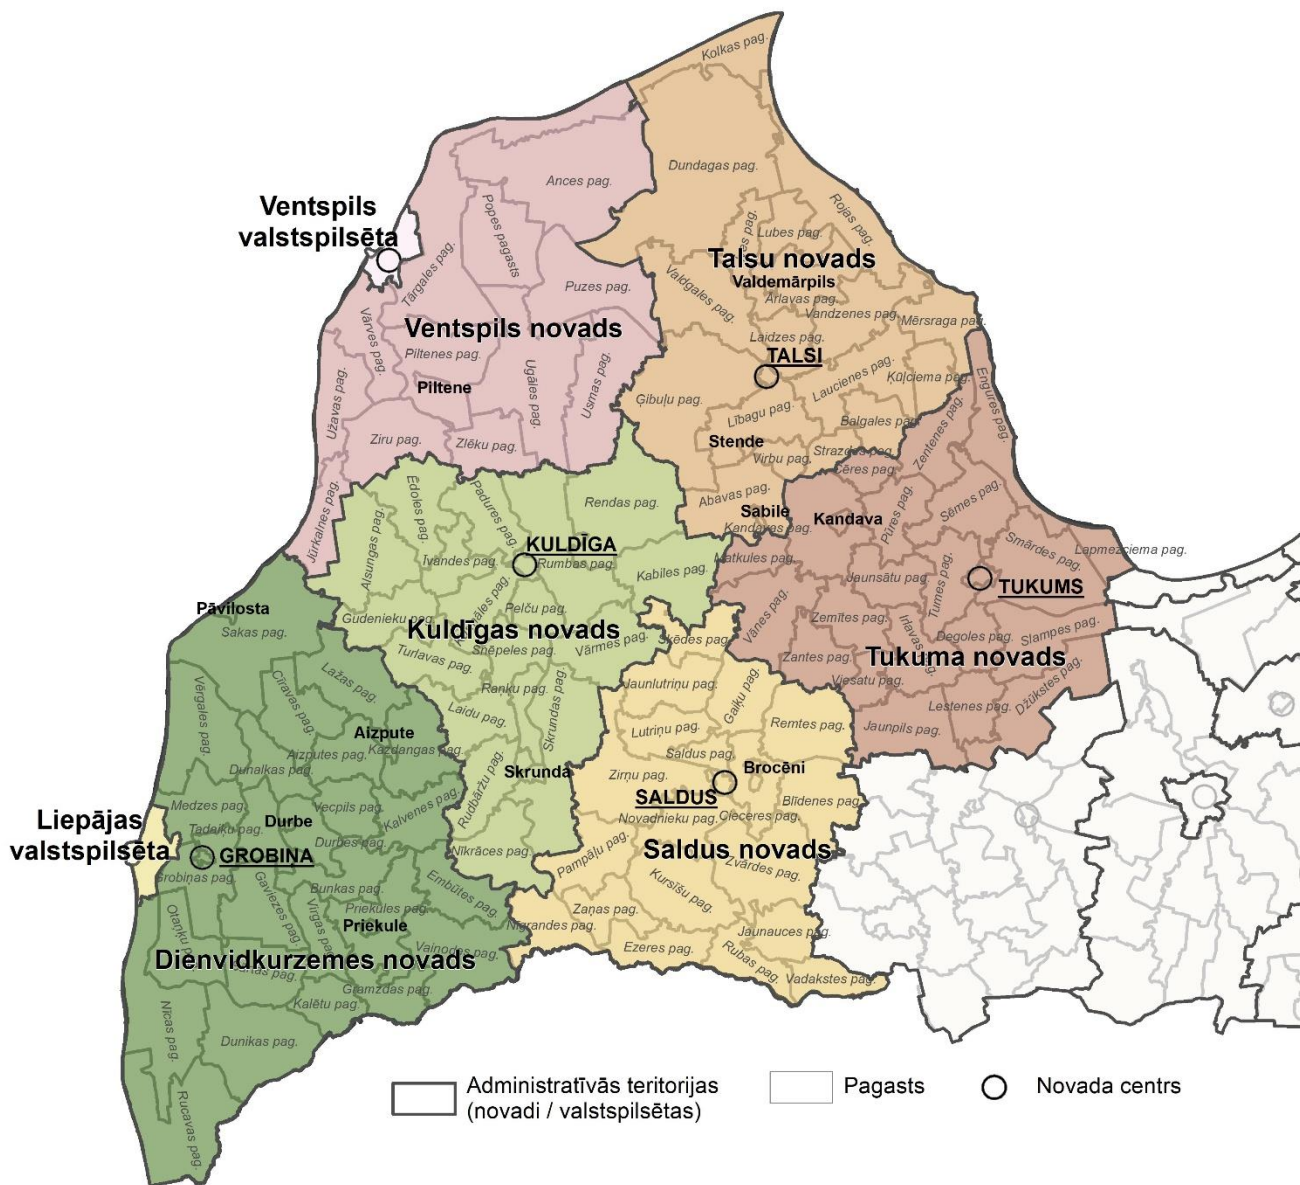 Kolkas pag.
Dundagas pag.
Ances pag.
Popes pagasts
Ventspils
valstspilsēta
Tārgales pag.
Puzes pag.
Rojas pag.
Lubes pag.
Talsu novads
Valdemārpils
Valdgales pag.
Ārlavas pag.
Vandzenes pag.
Mērsraga pag.
Ventspils novads
Vārves pag.
Piltenes pag.
Piltene
Ugāles pag.
Usmas pag.
Užavas pag.
Laidzes pag.
TALSI
Laucienes pag.
Ķūļciema pag.
Engures pag.
Ģibuļu pag.
Lībagu pag.
Balgales pag.
Zentenes pag.
Stende
Strazdes pag.
Virbu pag.
Cēres pag.
Ziru pag.
Zlēku pag.
Jūrkalnes pag.
Abavas pag.
Sabile
Kandavas pag.
Kandava
Pūres pag.
Sēmes pag.
Smārdes pag.
Lapmezciema pag.
Rendas pag.
Padures pag.
Ēdoles pag.
Alsungas pag.
KULDĪGA
Īvandes pag.
Rumbas pag.
Kabiles pag.
Matkules pag.
Jaunsātu pag.
Tumes pag.
TUKUMS
Pāvilosta
Sakas pag.
Gudenieku pag.
Pelču pag.
Kuldīgas novads
Snēpeles pag.
Vārmes pag.
Turlavas pag.
Skēdes pag.
Vānes pag.
Zemītes pag.
Irlavas pag.
Degoles pag.
Slampes pag.
Zantes pag.
Tukuma novads
Viesatu pag.
Džūkstes pag.
Lestenes pag.
Jaunpils pag.
Vērgales pag.
Cīravas pag.
Lažas pag.
Ranku pag.
Laidu pag.
Skrundas pag.
Jaunlutriņu pag.
Gaiķu pag.
Lutriņu pag.
Remtes pag.
Aizpute
Aizputes pag.
Kazdangas pag.
Dunalkas pag.
Saldus pag.
Zirņu pag.
Brocēni
SALDUS
Blīdenes pag.
Skrunda
Rudbāržu pag.
Medzes pag.
Vecpils pag.
Kalvenes pag.
Liepājas
valstspilsēta
Durbe
Tadaiķu pag.
Durbes pag.
Novadnieku pag.
Cieceres pag.
GROBIŅA
Grobiņas pag.
Nīkrāces pag.
Pampāļu pag.
Saldus novads
Zvārdes pag.
Kursīšu pag.
Gaviezes pag.
Bunkas pag.
Embūtes pag.
Virgas pag.
Priekules pag.
Priekule
Otaņķu pag.
Vaiņodes pag.
Nīgrandes pag.
Zaņas pag.
Ezeres pag.
Jaunauces pag.
Rubas pag.
Vadakstes pag.
Dienvidkurzemes novads
Gramzdas pag.
Kalētu pag.
Nīcas pag.
Dunikas pag.
Rucavas pag.
Administratīvās teritorijas
(novadi / valstspilsētas)
Pagasts
Novada centrs